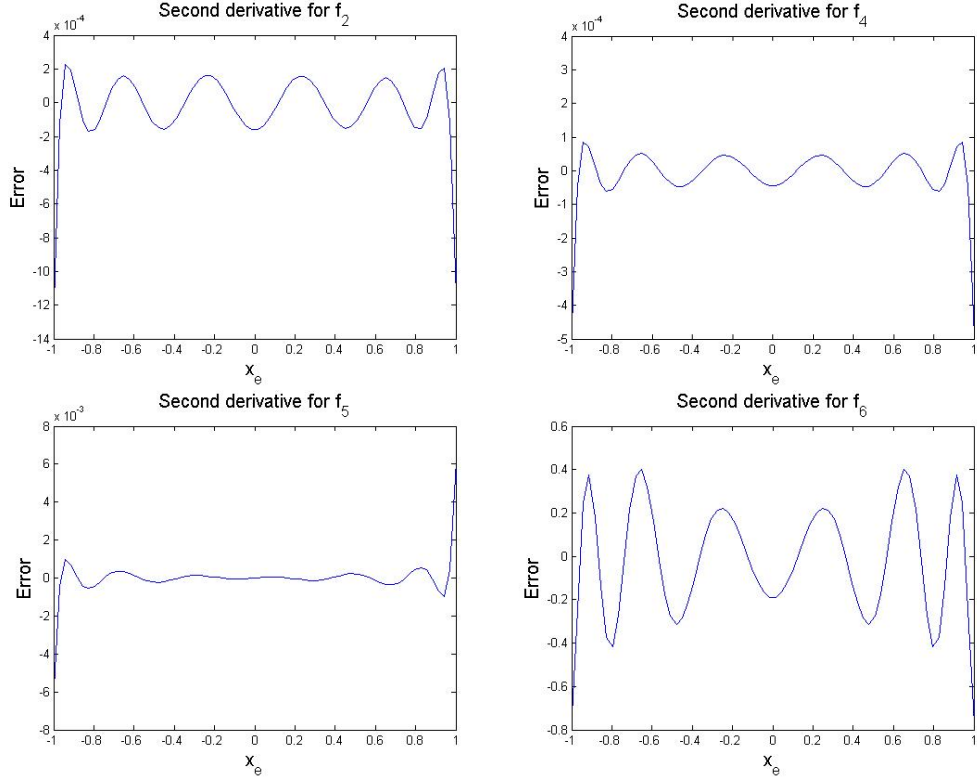 Second derivative for f2
x 10-4
Error
4
2
0
-2
-4
-6
-8
-10
-12
-14
-1 -0.8 -0.6 -0.4 -0.2 0 0.2 0.4 0.6 0.8 1
xe
Second derivative for f4
x 10-4
Error
4
3
2
1
0
-1
-2
-3
-4
-5
-1 -0.8 -0.6 -0.4 -0.2 0 0.2 0.4 0.6 0.8 1
xe
Second derivative for f5
x 10-3
Error
8
6
4
2
0
-2
-4
-6
-8
-1 -0.8 -0.6 -0.4 -0.2 0 0.2 0.4 0.6 0.8 1
xe
Second derivative for f6
Error
0.6
0.4
0.2
0
-0.2
-0.4
-0.6
-0.8
-1 -0.8 -0.6 -0.4 -0.2 0 0.2 0.4 0.6 0.8 1
xe